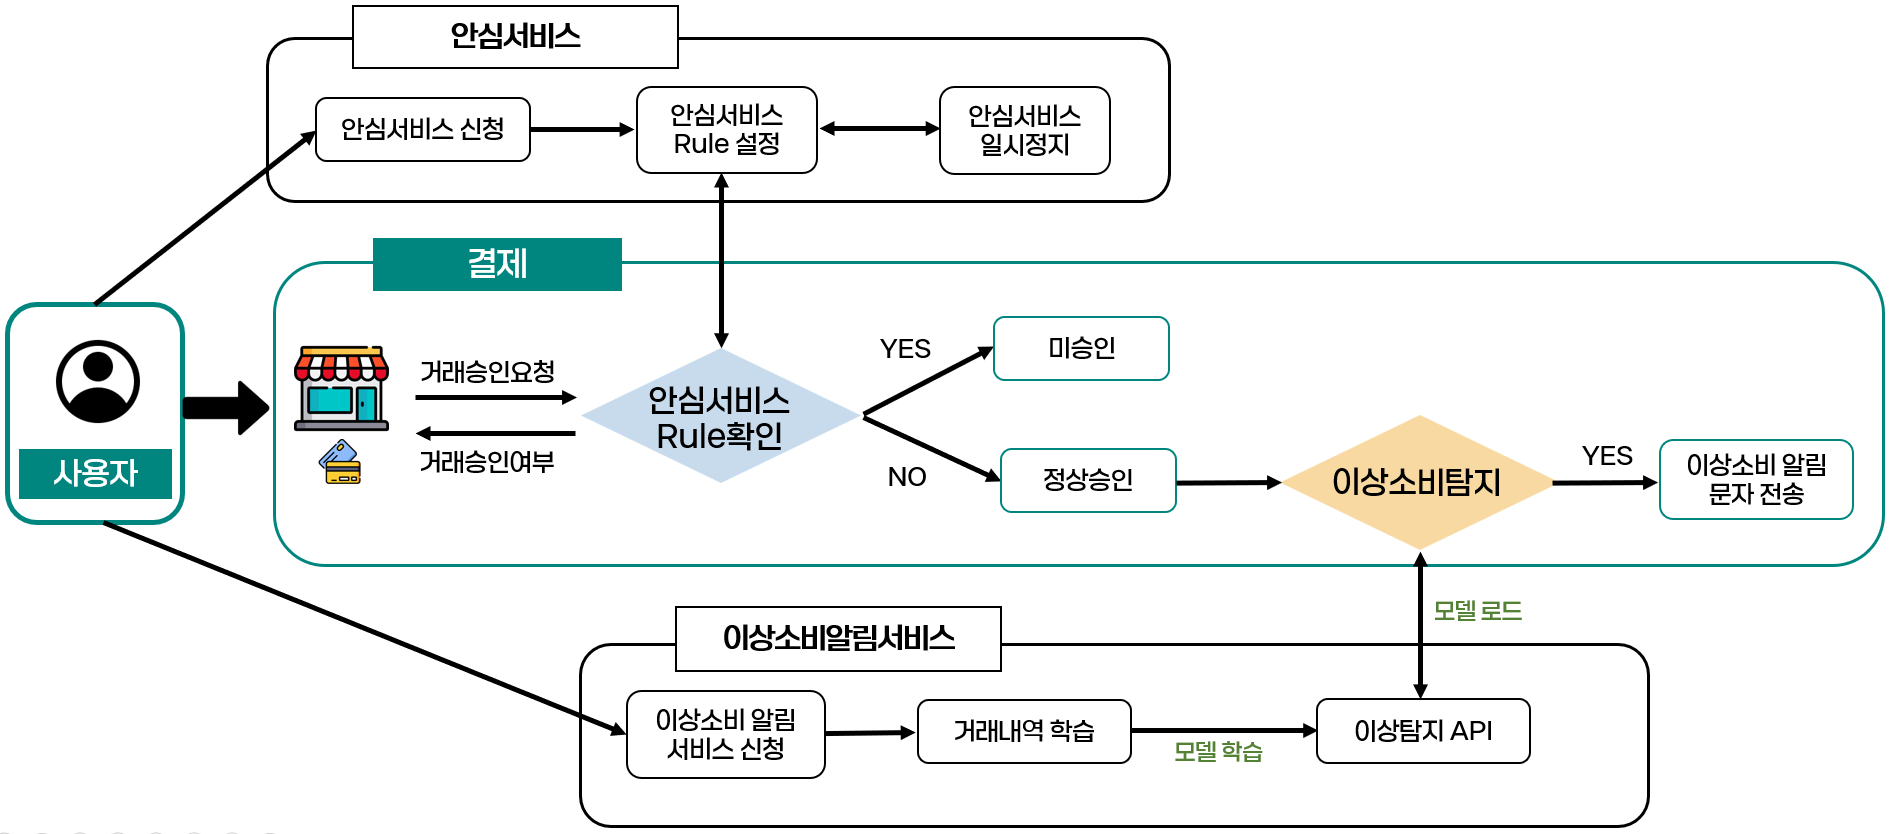 안심서비스
안심서비스 신청
안심서비스
Rule 설정
안심서비스
일시정지
결제
사용자
거래승인요청
거래승인여부
안심서비스
Rule확인
YES
미승인
NO
정상승인
이상소비탐지
YES
이상소비 알림
문자 전송
모델 로드
이상소비알림서비스
이상소비 알림
서비스 신청
거래내역 학습
모델 학습
이상탐지 API